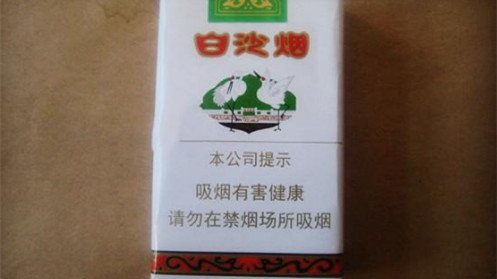 白沙烟
本公司提示
吸烟有害健康
请勿在禁烟场所吸烟